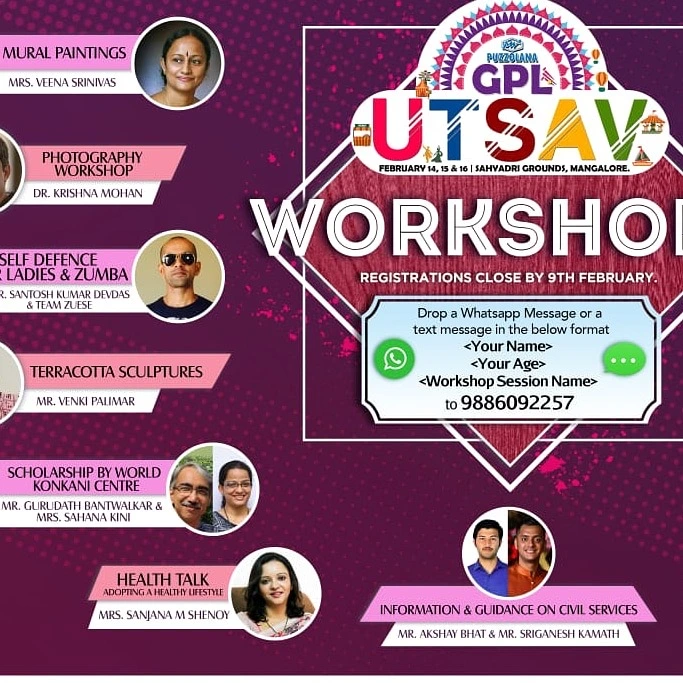 MURAL PAINTINGS
MRS. VEENA SRINIVAS
PHOTOGRAPHY
WORKSHOP
DR. KRISHNA MOHAN
SELF DEFENCE
R LADIES & ZUMBA
R. SANTOSH KUMAR DEVDAS
& TEAM ZUESE
TERRACOTTA SCULPTURES
MR. VENKI PALIMAR
SCHOLARSHIP BY WORLD
KONKANI CENTRE
MR. GURUDATH BANTWALKAR &
MRS. SAHANA KINI
HEALTH TALK
ADOPTING A HEALTHY LIFESTYLE
MRS. SANJANA M SHENOY
PUZZOLANA
GPL
UTSAV
FEBRUARY 14, 15 & 16 | SAHYADRI GROUNDS, MANGALORE.
WORKSHOP
REGISTRATIONS CLOSE BY 9TH FEBRUARY.
Drop a Whatsapp Message or a
text message in the below format
<Your Name>
<Your Age>
<Workshop Session Name>
to 9886092257
INFORMATION & GUIDANCE ON CIVIL SERVICES
MR. AKSHAY BHAT & MR. SRIGANESH KAMATH